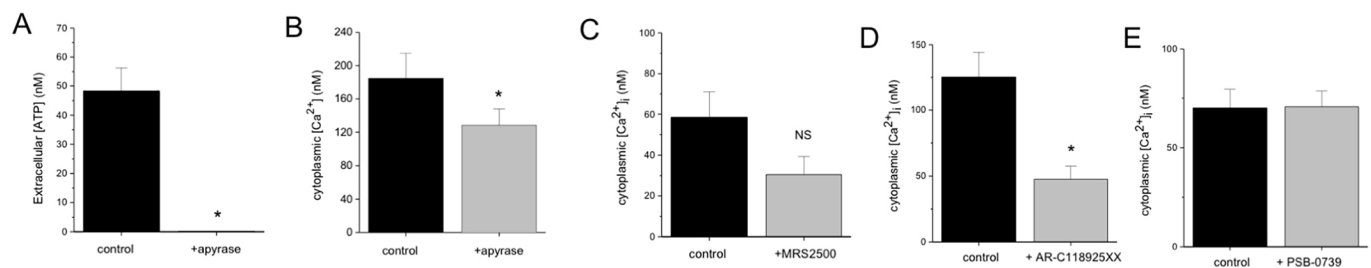 A
Extracellular [ATP] (nM)
70
60
50
40
30
20
10
0
*
control
+apyrase
B
cytoplasmic [Ca2+] (nM)
240
200
160
120
80
40
0
*
control
+apyrase
C
cytoplasmic [Ca2+]i (nM)
100
80
60
40
20
0
NS
control
+MRS2500
D
cytoplasmic [Ca2+]i (nM)
150
100
50
0
*
control
+ AR-C118925XX
E
cytoplasmic [Ca2+]i (nM)
100
50
0
control
+ PSB-0739